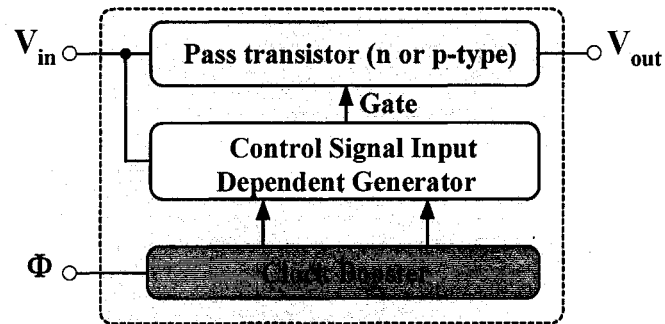 V_in
Pass transistor (n or p-type)
V_out
Gate
Control Signal Input
Dependent Generator
Φ
Clock Booster